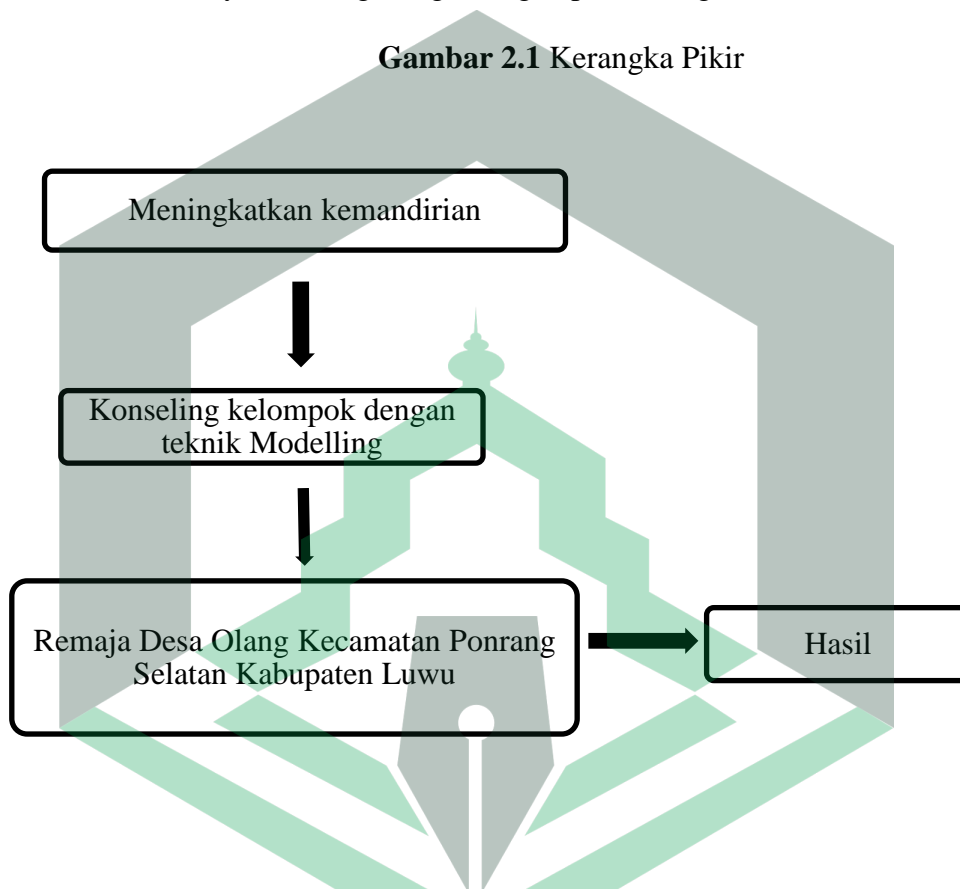 Gambar 2.1 Kerangka Pikir
Meningkatkan kemandirian
Konseling kelompok dengan
teknik Modelling
Remaja Desa Olang Kecamatan Ponrang
Selatan Kabupaten Luwu
Hasil